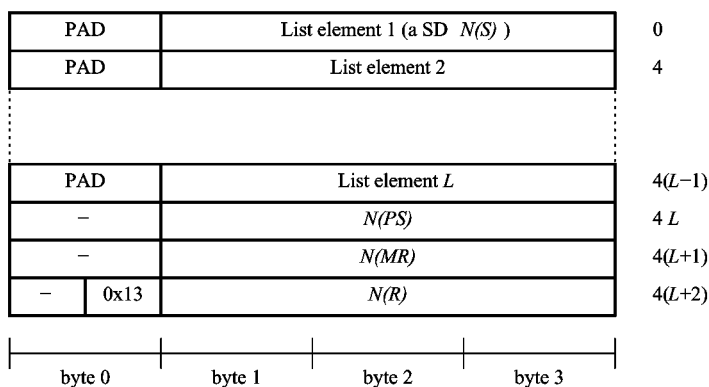 PAD List element 1 (a SD N(S) ) 0
PAD List element 2 4
PAD List element L 4(L−1)
− N(PS) 4 L
− N(MR) 4(L+1)
− 0x13 N(R) 4(L+2)
byte 0 byte 1 byte 2 byte 3